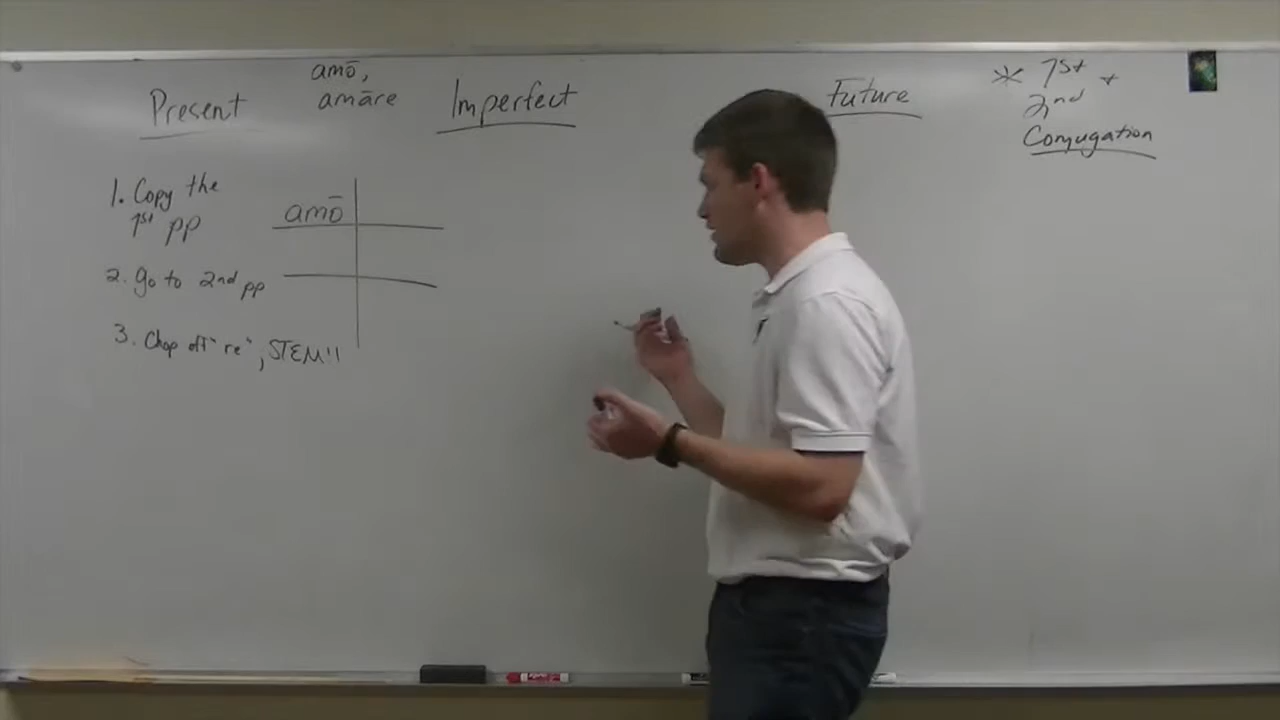 Present
amō,
amāre
Imperfect
Future
* 1st +
2nd
Conjugation
1. Copy the
1st pp
2. go to 2nd pp
3. Chop off "re", STEM!!
amō